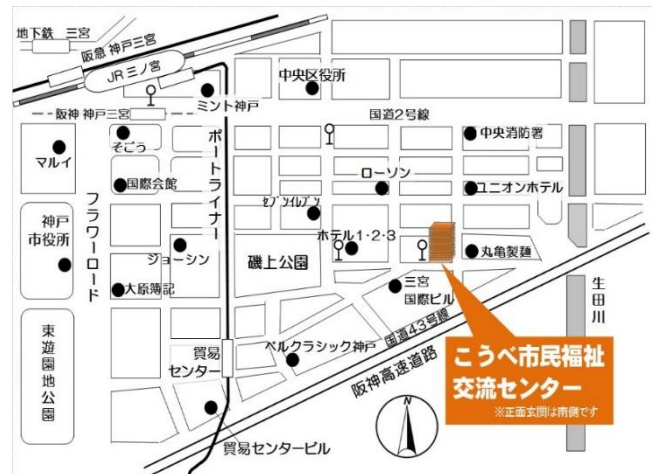 地下鉄 三宮
阪急 神戸三宮
JR 三ノ宮
中央区役所
ミント神戸
阪神 神戸三宮
国道2号線
そごう
マルイ
中央消防署
ポートライナー
国際会館
ローソン
ユニオンホテル
フラワーロード
セブンイレブン
神戸
市役所
ジョーシン
磯上公園
ホテル1・2・3
丸亀製麺
大原簿記
三宮
国際ビル
生田川
国道43号線
東遊園地公園
貿易
センター
ベルクラシック神戸
阪神高速道路
こうべ市民福祉
交流センター
※正面玄関は南側です
貿易センタービル
N